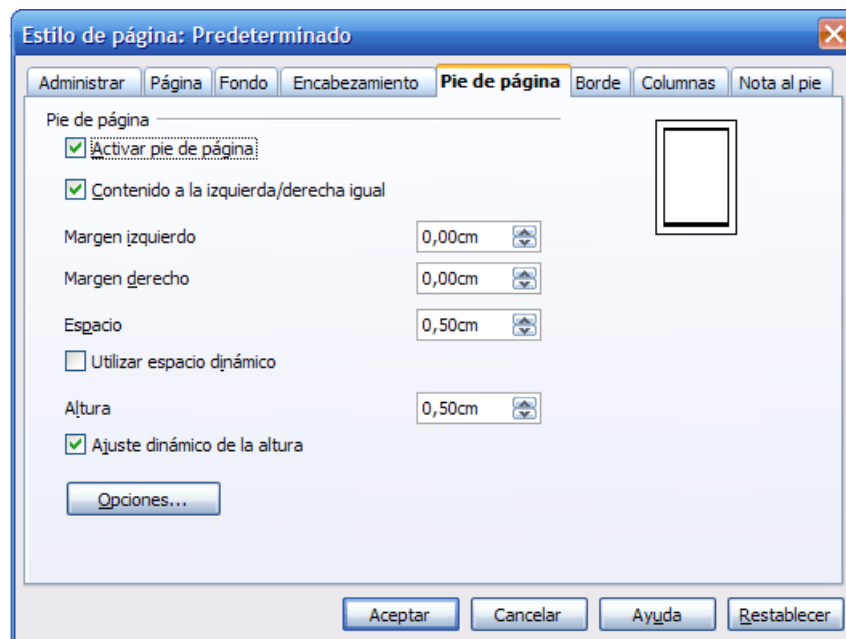 Estilo de página: Predeterminado
Administrar Página Fondo Encabezamiento Pie de página Borde Columnas Nota al pie
Pie de página
Activar pie de página
Contenido a la izquierda/derecha igual
Margen izquierdo 0,00cm
Margen derecho 0,00cm
Espacio 0,50cm
Utilizar espacio dinámico
Altura 0,50cm
Ajuste dinámico de la altura
Opciones...
Aceptar Cancelar Ayuda Restablecer